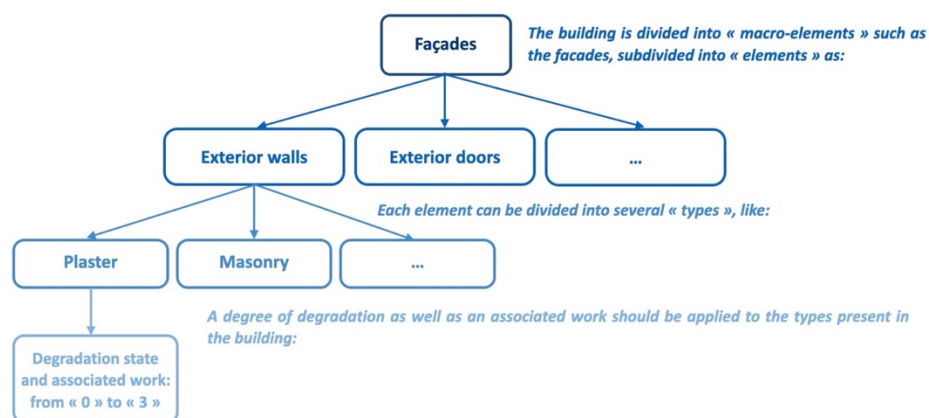 Façades
The building is divided into « macro-elements » such as
the facades, subdivided into « elements » as:
Exterior walls
Exterior doors
...
Each element can be divided into several « types », like:
Plaster
Masonry
...
A degree of degradation as well as an associated work should be applied to the types present in
the building:
Degradation state
and associated work:
from « 0 » to « 3 »